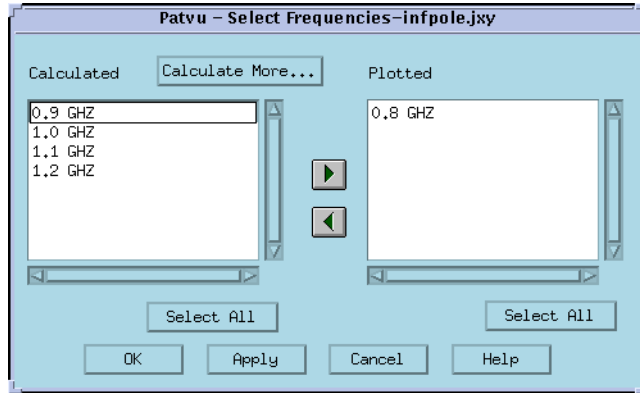 Patvu - Select Frequencies-infpole.jxy
Calculated
Calculate More...
Plotted
0.9 GHZ
1.0 GHZ
1.1 GHZ
1.2 GHZ
0.8 GHZ
Select All
Select All
OK
Apply
Cancel
Help